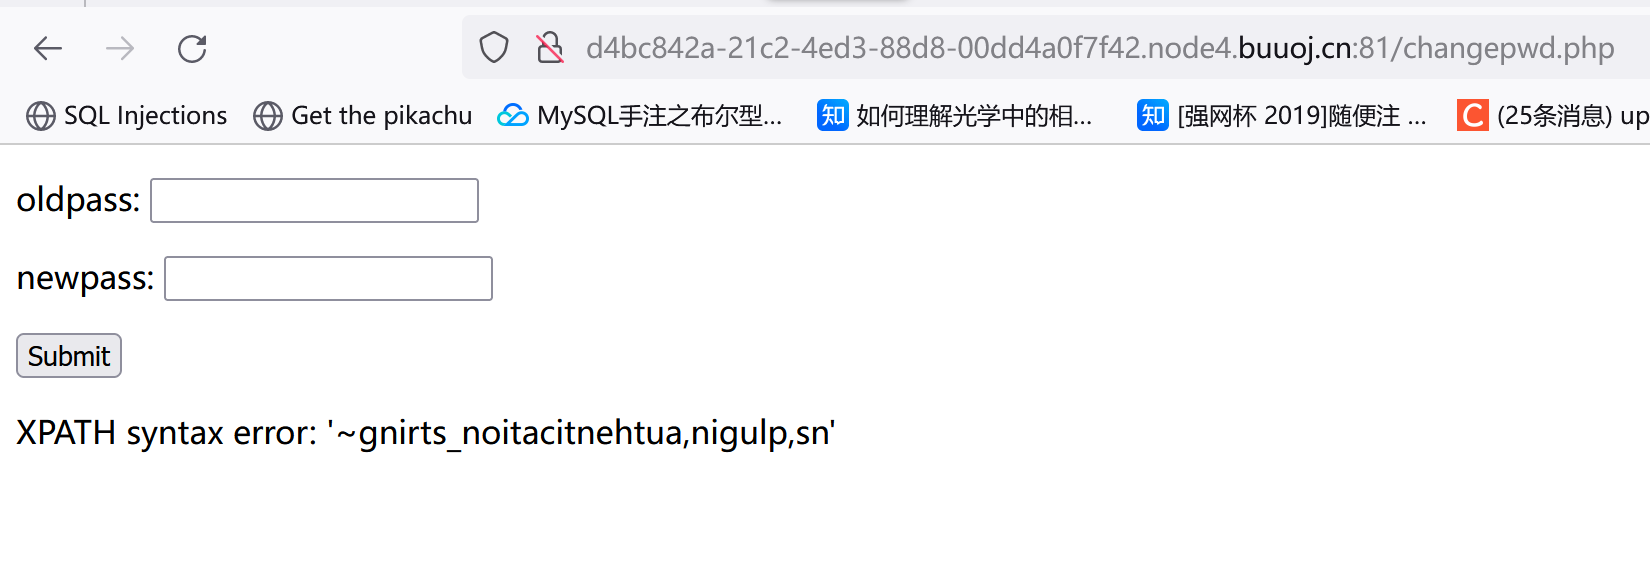 d4bc842a-21c2-4ed3-88d8-00dd4a0f7f42.node4.buuoj.cn:81/changepwd.php
SQL Injections Get the pikachu MySQL手注之布尔型... 知 如何理解光学中的相... 知 [强网杯 2019]随便注 ... C (25条消息) up
oldpass:
newpass:
Submit
XPATH syntax error: '~gnirts_noitacitnehtua,nigulp,sn'